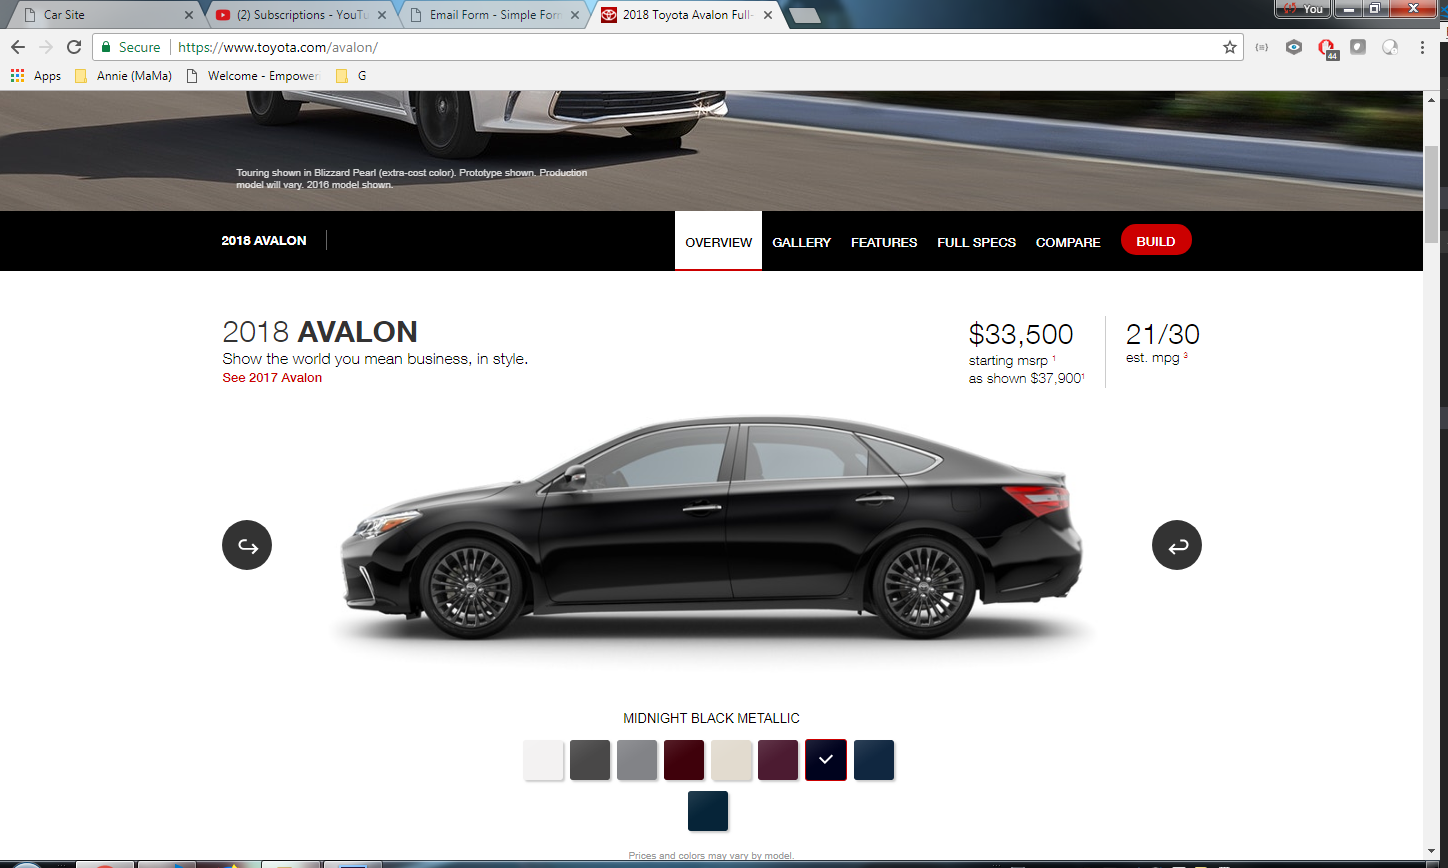 Car Site
(2) Subscriptions - YouTu
Email Form - Simple Form
2018 Toyota Avalon Full-
You
Secure
https://www.toyota.com/avalon/
44
Apps
Annie (MaMa)
Welcome - Empower
G
Touring shown in Blizzard Pearl (extra-cost color). Prototype shown. Production
model will vary. 2016 model shown.
2018 AVALON
OVERVIEW
GALLERY
FEATURES
FULL SPECS
COMPARE
BUILD
2018 AVALON
Show the world you mean business, in style.
See 2017 Avalon
$33,500
starting msrp 1
as shown $37,900¹
21/30
est. mpg 3
MIDNIGHT BLACK METALLIC
Prices and colors may vary by model.